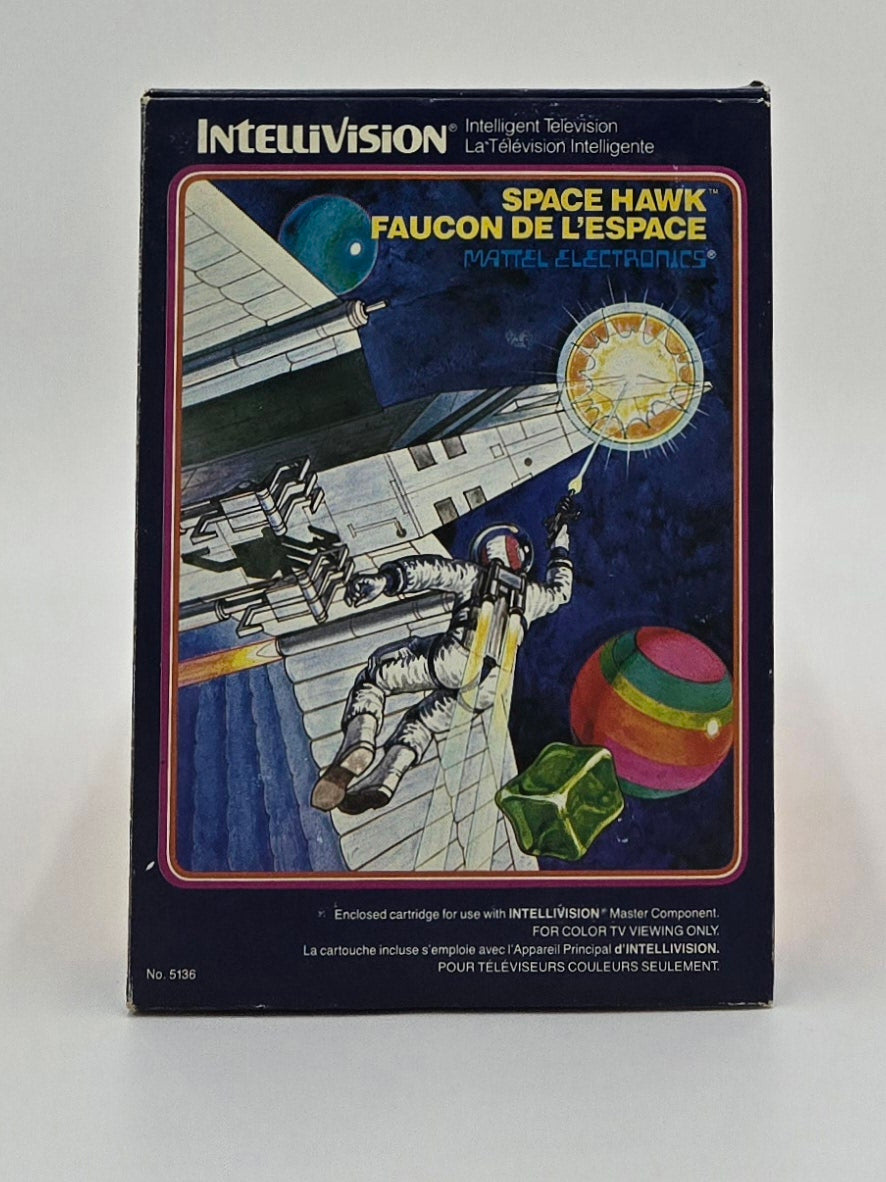 INTELLIVISION® Intelligent Television
La Télévision Intelligente
SPACE HAWK™
FAUCON DE L'ESPACE
MATTEL ELECTRONICS®
Enclosed cartridge for use with INTELLIVISION® Master Component.
FOR COLOR TV VIEWING ONLY.
La cartouche incluse s'emploie avec l'Appareil Principal d'INTELLIVISION.
POUR TÉLÉVISEURS COULEURS SEULEMENT.
No. 5136